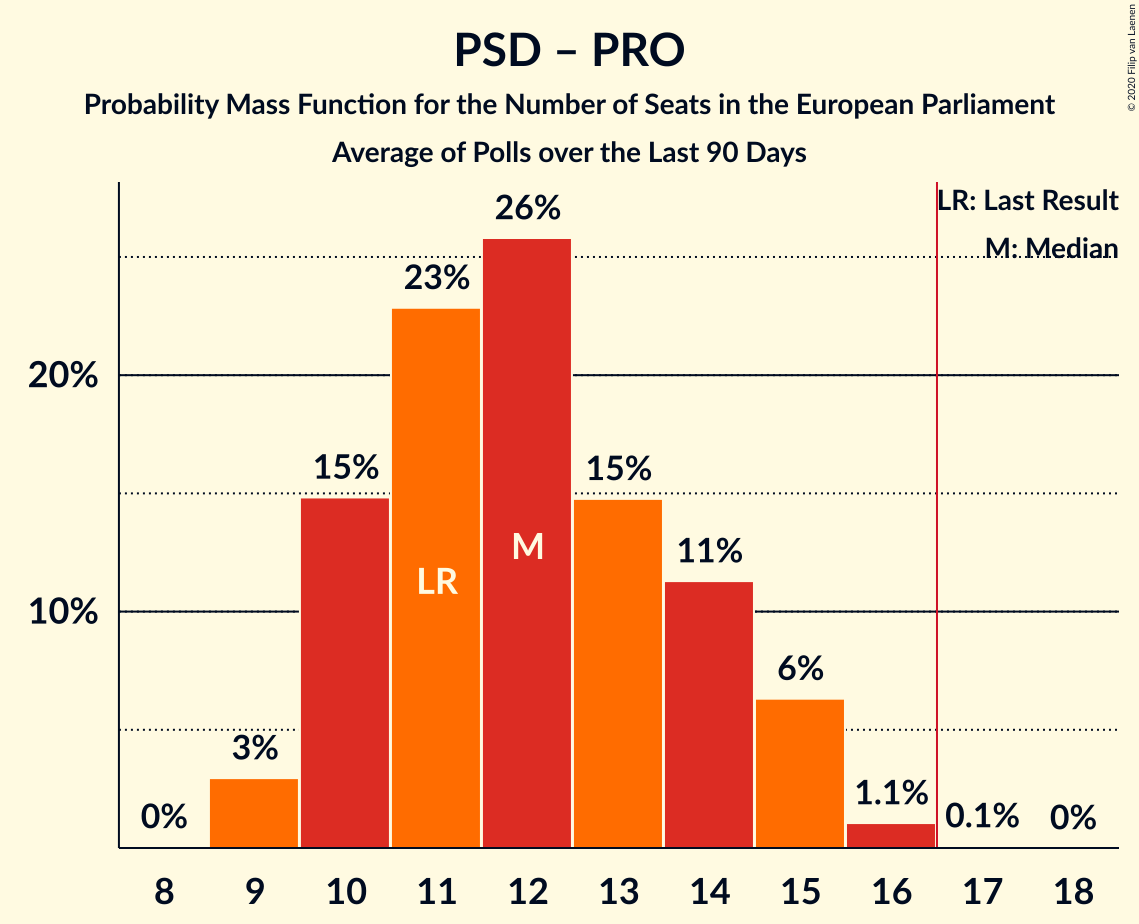 PSD – PRO
Probability Mass Function for the Number of Seats in the European Parliament
Average of Polls over the Last 90 Days
© 2020 Filip van Laenen
LR: Last Result
M: Median
26%
23%
20%
15%
15%
M
11%
LR
10%
6%
3%
1.1%
0%
0.1%
0%
8 9 10 11 12 13 14 15 16 17 18